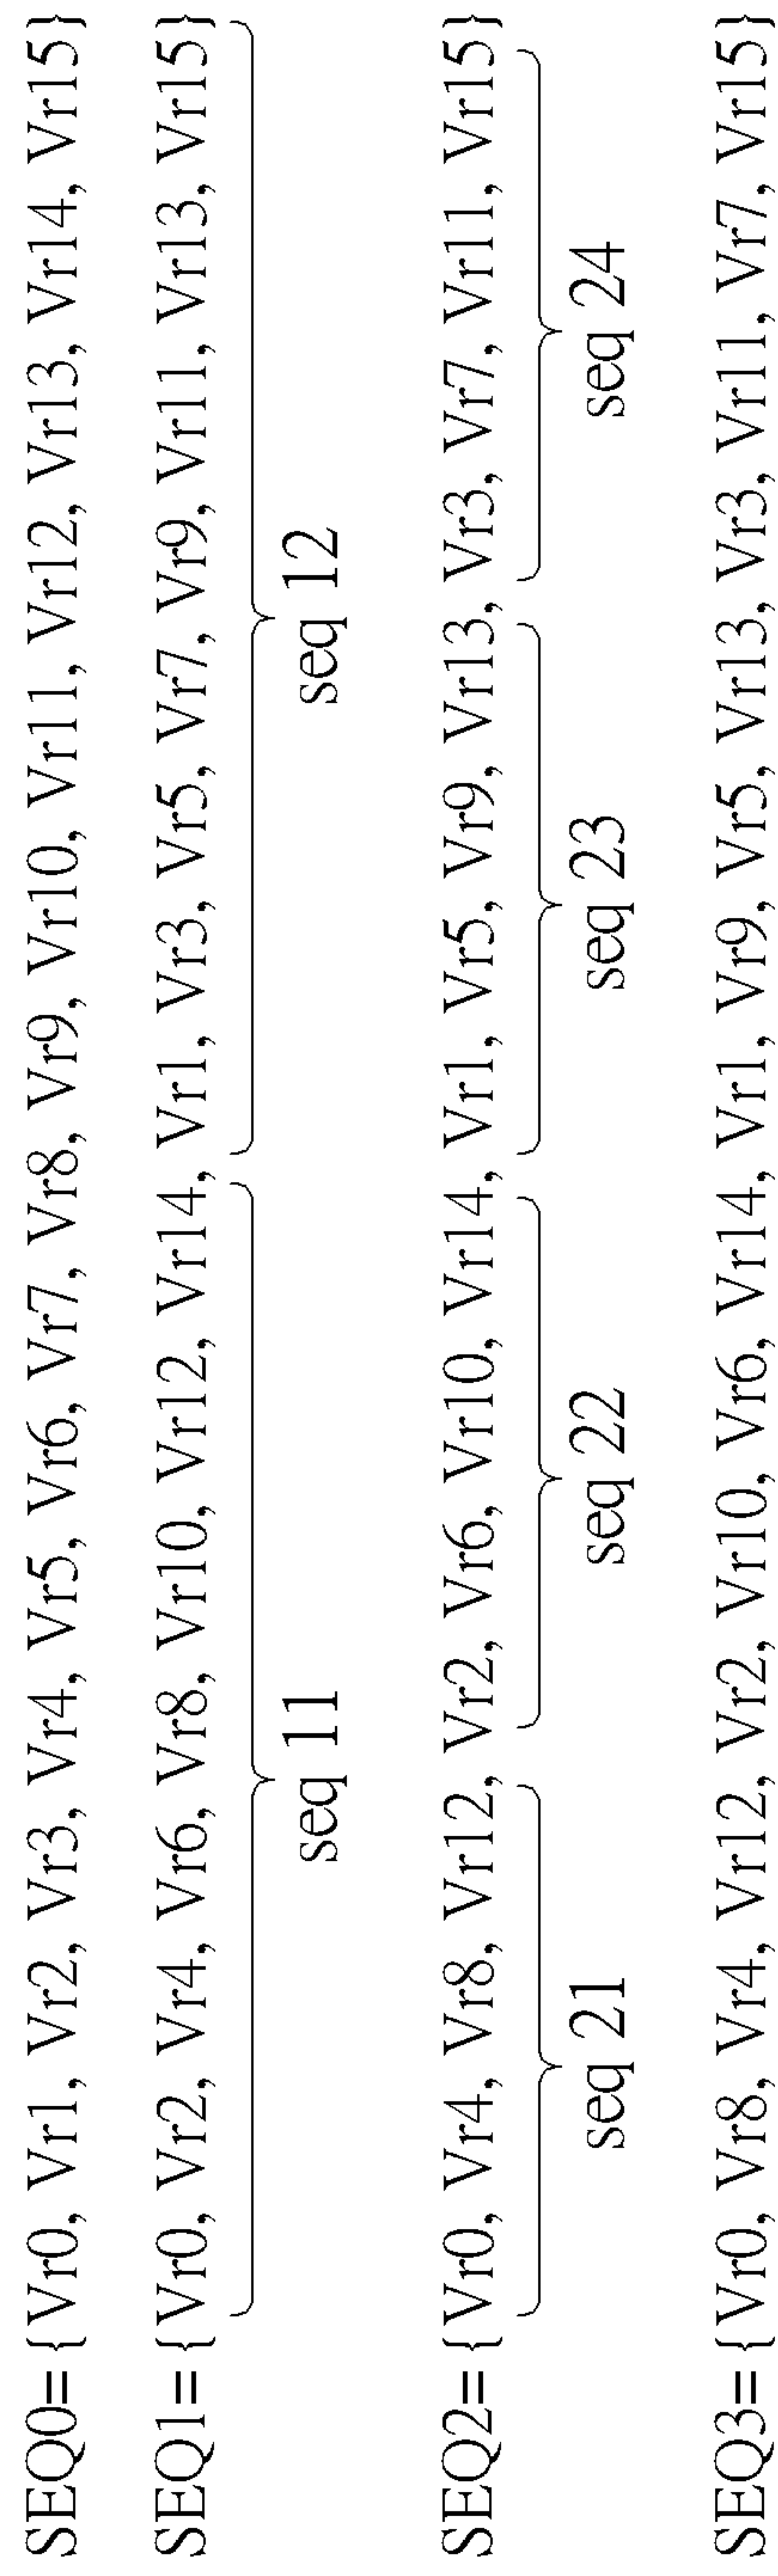 SEQ0={Vr0, Vr1, Vr2, Vr3, Vr4, Vr5, Vr6, Vr7, Vr8, Vr9, Vr10, Vr11, Vr12, Vr13, Vr14, Vr15}
SEQ1={Vr0, Vr2, Vr4, Vr6, Vr8, Vr10, Vr12, Vr14, Vr1, Vr3, Vr5, Vr7, Vr9, Vr11, Vr13, Vr15}
seq 11 seq 12
SEQ2={Vr0, Vr4, Vr8, Vr12, Vr2, Vr6, Vr10, Vr14, Vr1, Vr5, Vr9, Vr13, Vr3, Vr7, Vr11, Vr15}
seq 21 seq 22 seq 23 seq 24
SEQ3={Vr0, Vr8, Vr4, Vr12, Vr2, Vr10, Vr6, Vr14, Vr1, Vr9, Vr5, Vr13, Vr3, Vr11, Vr7, Vr15}